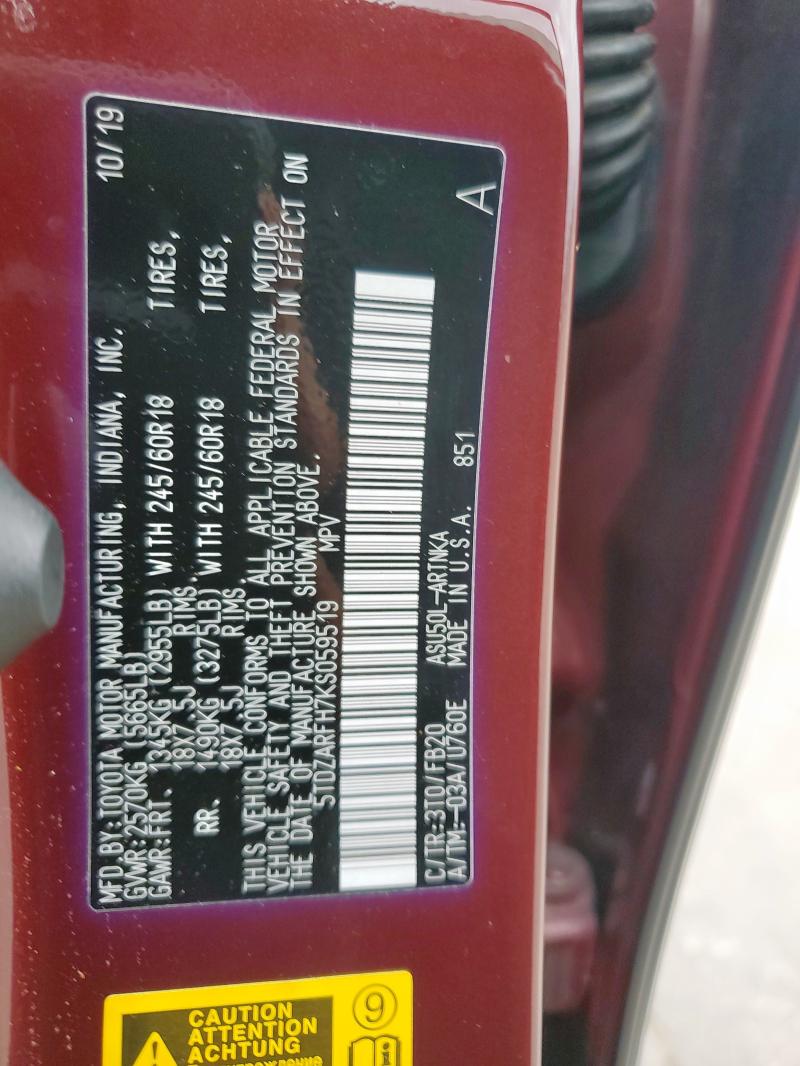 MFD.BY:TOYOTA MOTOR MANUFACTURING, INDIANA, INC. 10/19
GVWR:2570KG (5665LB)
GAWR:FRT. 1345KG (2955LB) WITH 245/60R18 TIRES,
18X7.5J RIMS.
RR. 1490KG (3275LB) WITH 245/60R18 TIRES,
18X7.5J RIMS.
THIS VEHICLE CONFORMS TO ALL APPLICABLE FEDERAL MOTOR
VEHICLE SAFETY AND THEFT PREVENTION STANDARDS IN EFFECT ON
THE DATE OF MANUFACTURE SHOWN ABOVE.
5TDZARFH7KS059519 MPV
C/TR:3T0/FB20 ASU50L-ARTNKA
A/TM:-03A/U760E MADE IN U.S.A. 851 A
CAUTION
ATTENTION
ACHTUNG
9